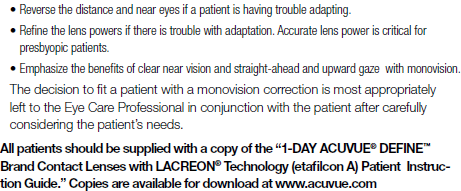 • Reverse the distance and near eyes if a patient is having trouble adapting.
• Refine the lens powers if there is trouble with adaptation. Accurate lens power is critical for
presbyopic patients.
• Emphasize the benefits of clear near vision and straight-ahead and upward gaze with monovision.
The decision to fit a patient with a monovision correction is most appropriately
left to the Eye Care Professional in conjunction with the patient after carefully
considering the patient's needs.
All patients should be supplied with a copy of the “1-DAY ACUVUE® DEFINE™
Brand Contact Lenses with LACREON® Technology (etafilcon A) Patient Instruc-
tion Guide.” Copies are available for download at www.acuvue.com